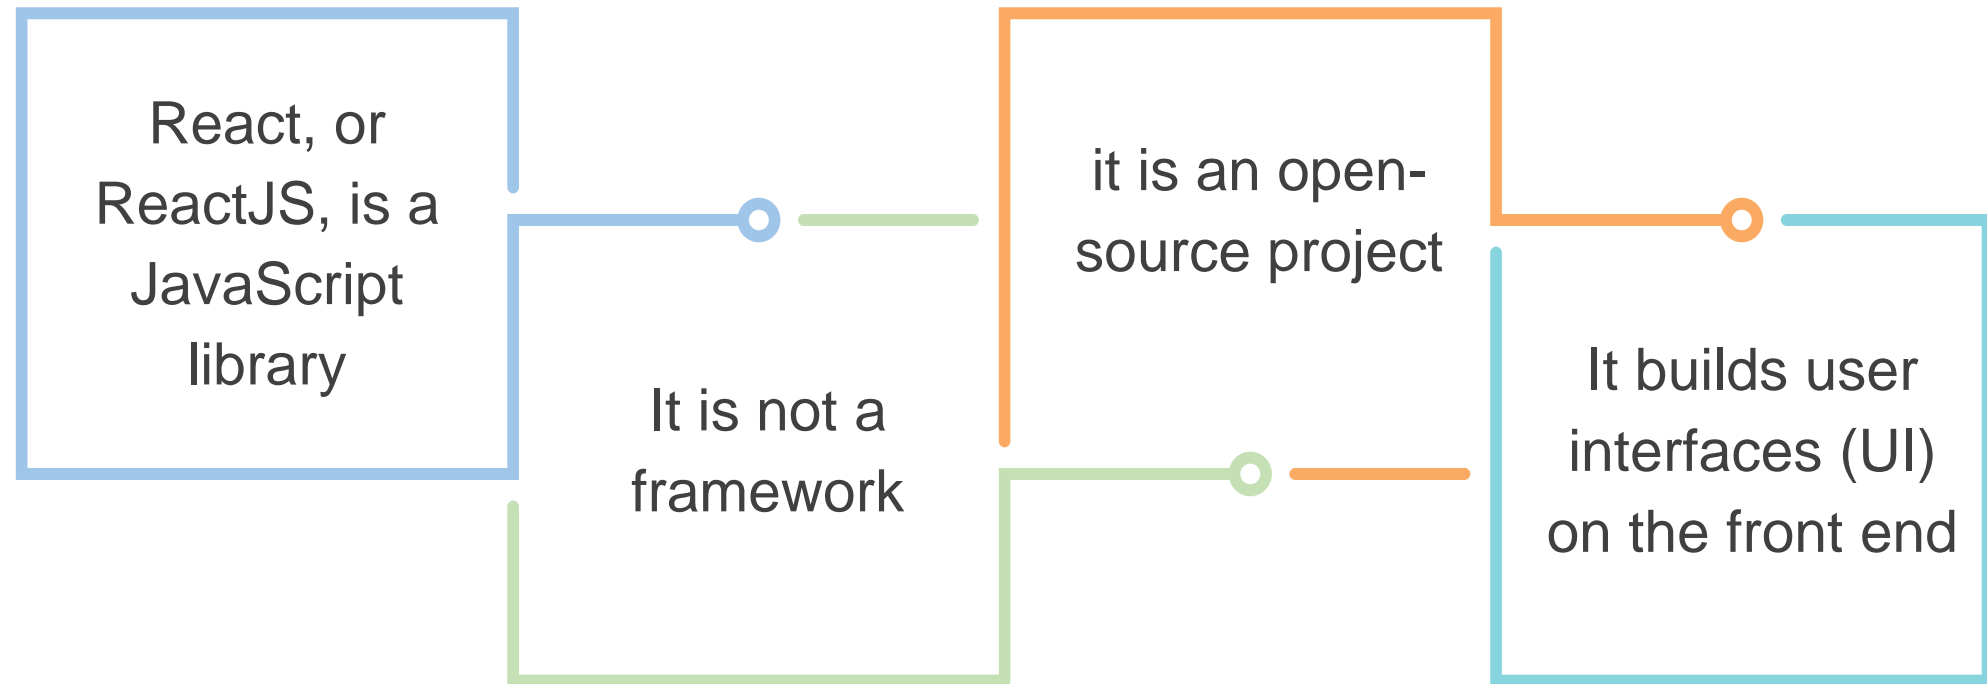 React, or
ReactJS, is a
JavaScript
library
It is not a
framework
it is an open-
source project
It builds user
interfaces (UI)
on the front end